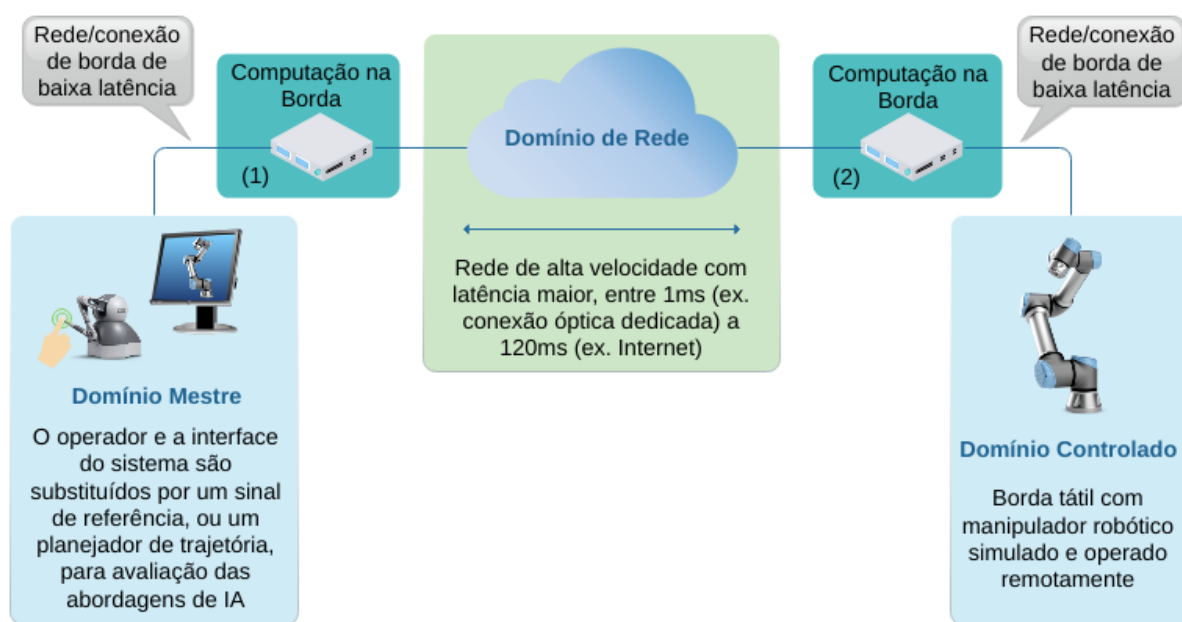 Rede/conexão
de borda de
baixa latência
Computação na
Borda
(1)
Domínio de Rede
Rede de alta velocidade com
latência maior, entre 1ms (ex.
conexão óptica dedicada) a
120ms (ex. Internet)
Computação na
Borda
(2)
Rede/conexão
de borda de
baixa latência
Domínio Mestre
O operador e a interface
do sistema são
substituídos por um sinal
de referência, ou um
planejador de trajetória,
para avaliação das
abordagens de IA
Domínio Controlado
Borda tátil com
manipulador robótico
simulado e operado
remotamente